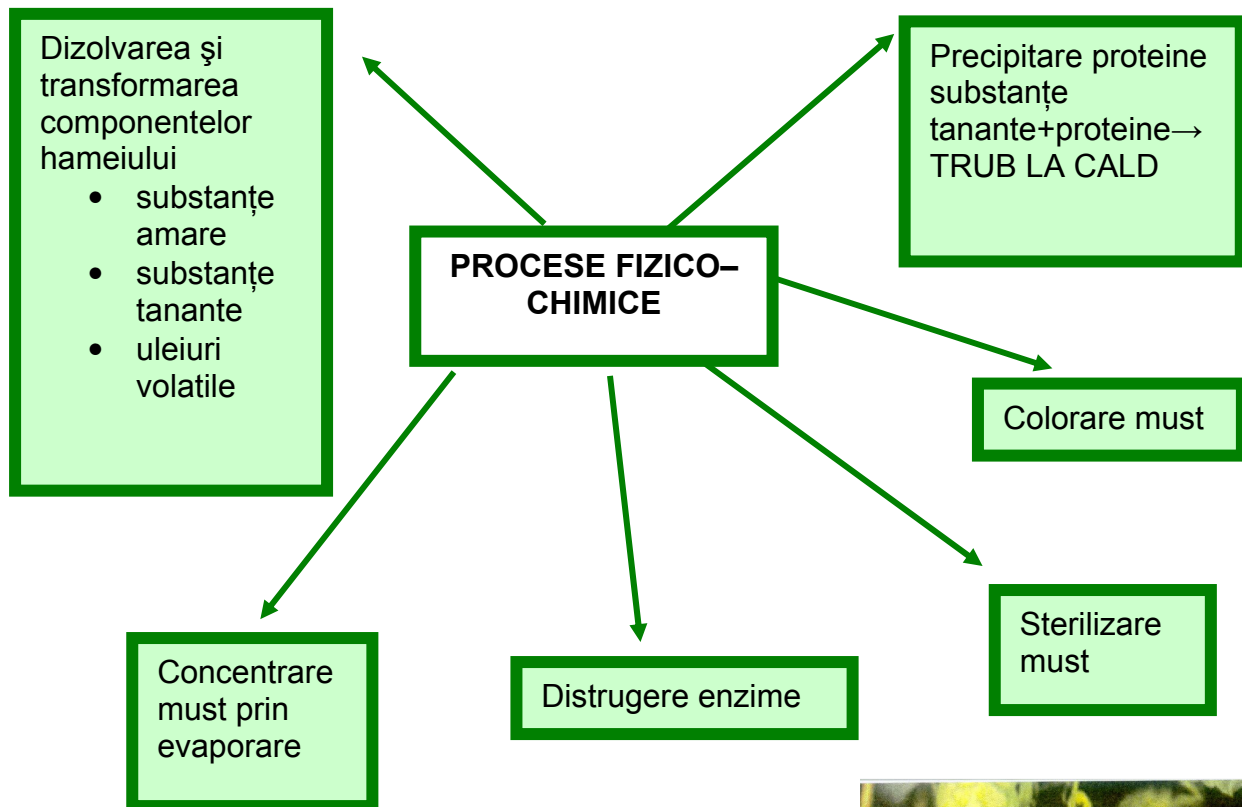 Dizolvarea şi
transformarea
componentelor
hameiului
• substanțe
amare
• substanțe
tanante
• uleiuri
volatile
Precipitare proteine
substanțe
tanante+proteine→
TRUB LA CALD
PROCESE FIZICO–
CHIMICE
Colorare must
Sterilizare
must
Distrugere enzime
Concentrare
must prin
evaporare